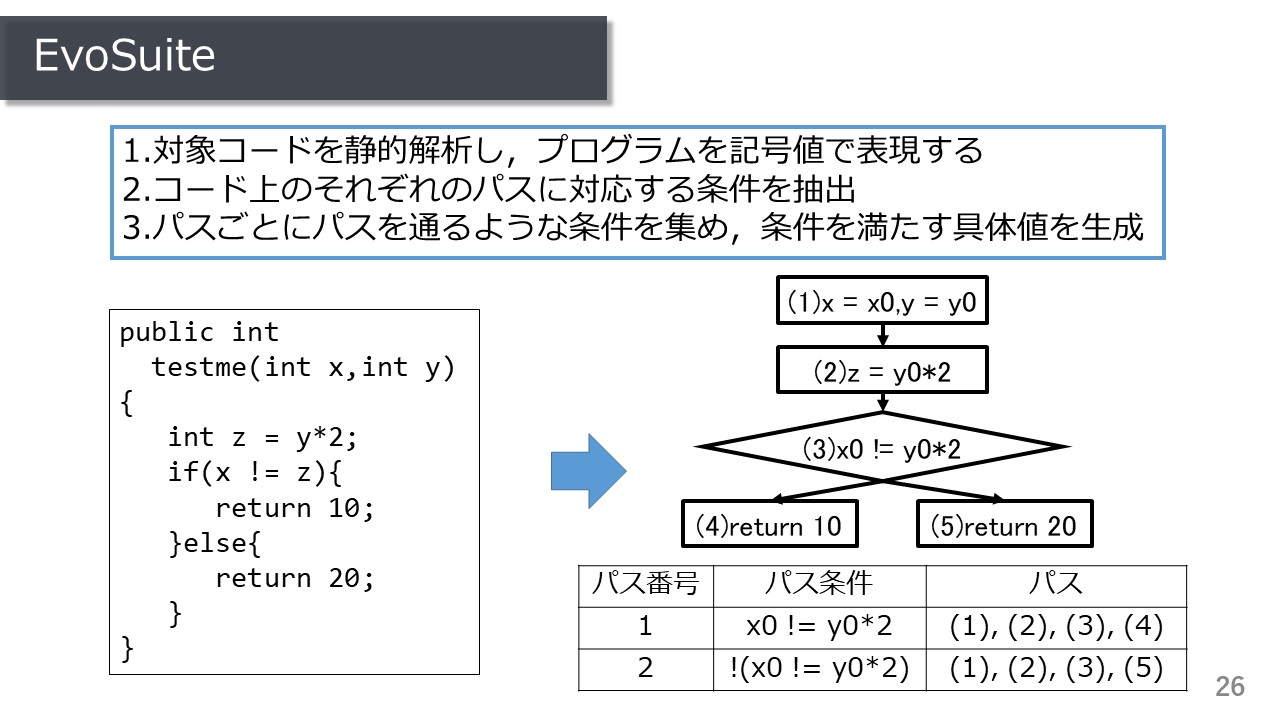 EvoSuite
1.対象コードを静的解析し，プログラムを記号値で表現する
2.コード上のそれぞれのパスに対応する条件を抽出
3.パスごとにパスを通るような条件を集め，条件を満たす具体値を生成
public int
  testme(int x,int y)
{
   int z = y*2;
   if(x != z){
      return 10;
   }else{
      return 20;
   }
}
(1)x = x0,y = y0
(2)z = y0*2
(3)x0 != y0*2
(4)return 10
(5)return 20
パス番号 パス条件 パス
1 x0 != y0*2 (1), (2), (3), (4)
2 !(x0 != y0*2) (1), (2), (3), (5)
26